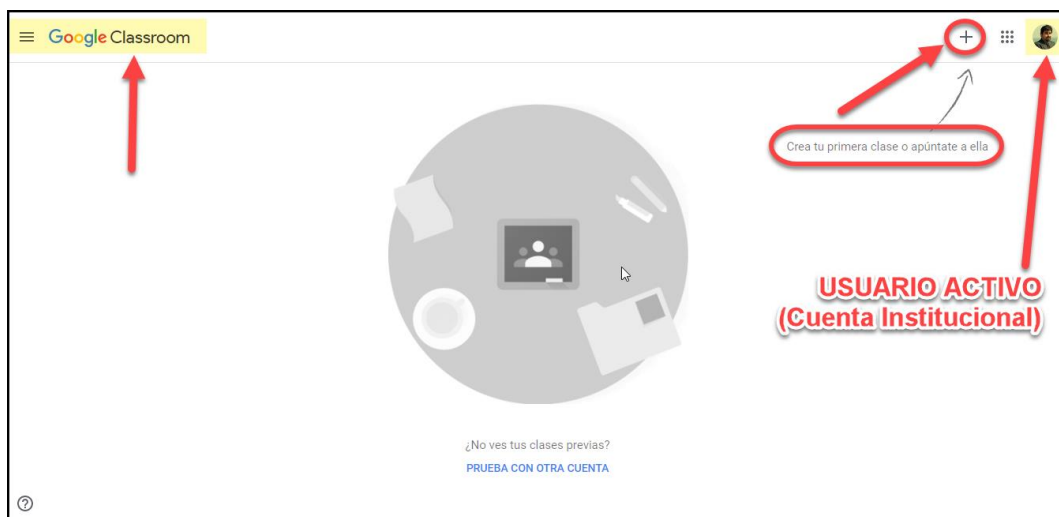 Google Classroom
Crea tu primera clase o apúntate a ella
USUARIO ACTIVO
(Cuenta Institucional)
¿No ves tus clases previas?
PRUEBA CON OTRA CUENTA